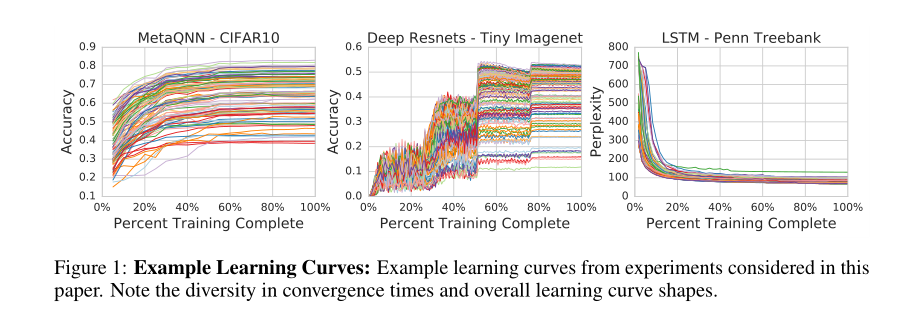 MetaQNN - CIFAR10
0.9
0.8
0.7
0.6
0.5
0.4
0.3
0.2
0.1
Accuracy
0% 20% 40% 60% 80% 100%
Percent Training Complete
Deep Resnets - Tiny Imagenet
0.6
0.5
0.4
0.3
0.2
0.1
0.0
Accuracy
0% 20% 40% 60% 80% 100%
Percent Training Complete
LSTM - Penn Treebank
800
700
600
500
400
300
200
100
0
Perplexity
0% 20% 40% 60% 80% 100%
Percent Training Complete
Figure 1: Example Learning Curves: Example learning curves from experiments considered in this
paper. Note the diversity in convergence times and overall learning curve shapes.